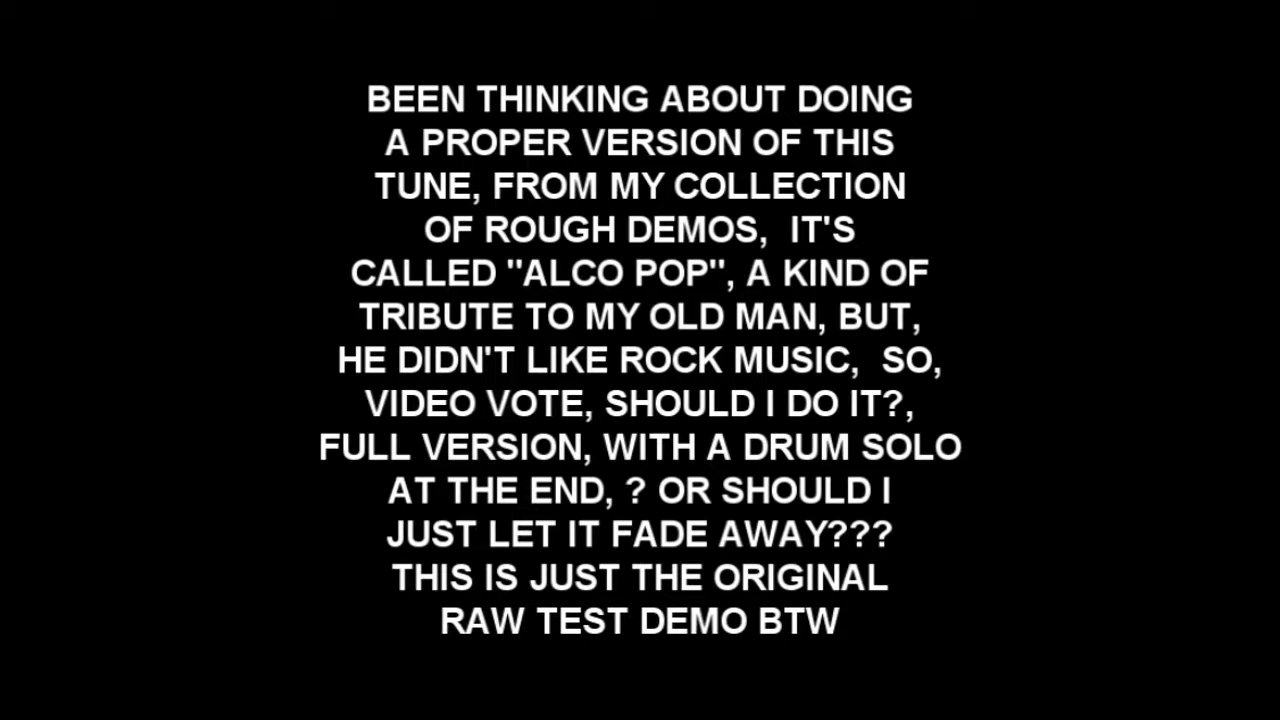 BEEN THINKING ABOUT DOING
A PROPER VERSION OF THIS
TUNE, FROM MY COLLECTION
OF ROUGH DEMOS,  IT'S
CALLED "ALCO POP", A KIND OF
TRIBUTE TO MY OLD MAN, BUT,
HE DIDN'T LIKE ROCK MUSIC,  SO,
VIDEO VOTE, SHOULD I DO IT?,
FULL VERSION, WITH A DRUM SOLO
AT THE END, ? OR SHOULD I
JUST LET IT FADE AWAY???
THIS IS JUST THE ORIGINAL
RAW TEST DEMO BTW